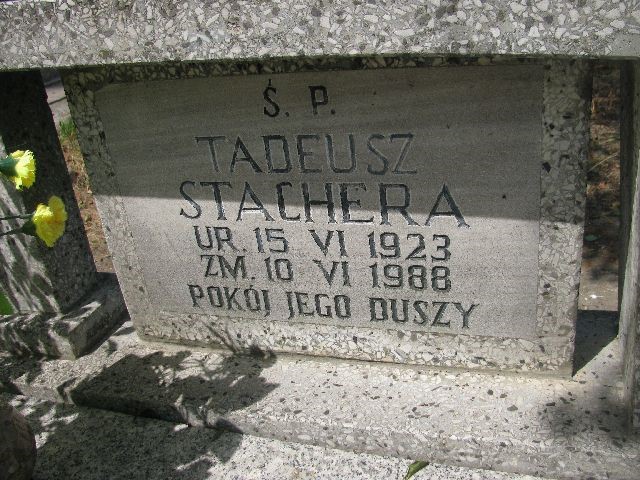 Ś. P.
TADEUSZ
STACHERA
UR. 15 VI 1923
ZM. 10 VI 1988
POKÓJ JEGO DUSZY